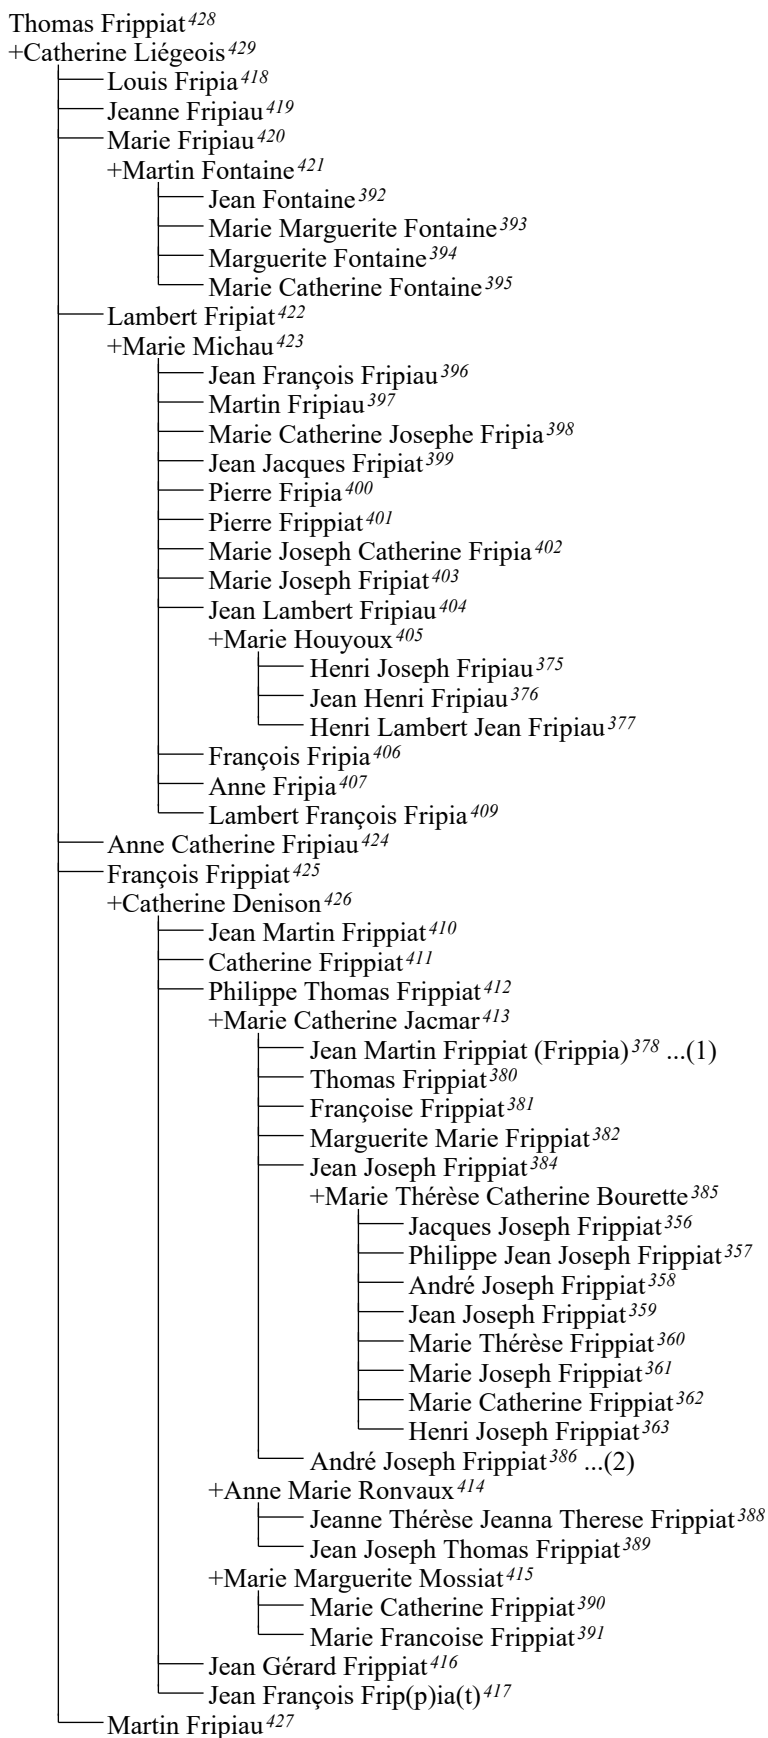 Thomas Frippiat428
+Catherine Liégeois429
Louis Fripia418
Jeanne Fripiau419
Marie Fripiau420
+Martin Fontaine421
Jean Fontaine392
Marie Marguerite Fontaine393
Marguerite Fontaine394
Marie Catherine Fontaine395
Lambert Fripiat422
+Marie Michau423
Jean François Fripiau396
Martin Fripiau397
Marie Catherine Josephe Fripia398
Jean Jacques Fripiat399
Pierre Fripia400
Pierre Frippiat401
Marie Joseph Catherine Fripia402
Marie Joseph Fripiat403
Jean Lambert Fripiau404
+Marie Houyoux405
Henri Joseph Fripiau375
Jean Henri Fripiau376
Henri Lambert Jean Fripiau377
François Fripia406
Anne Fripia407
Lambert François Fripia409
Anne Catherine Fripiau424
François Frippiat425
+Catherine Denison426
Jean Martin Frippiat410
Catherine Frippiat411
Philippe Thomas Frippiat412
+Marie Catherine Jacmar413
Jean Martin Frippiat (Frippia)378 ...(1)
Thomas Frippiat380
Françoise Frippiat381
Marguerite Marie Frippiat382
Jean Joseph Frippiat384
+Marie Thérèse Catherine Bourette385
Jacques Joseph Frippiat356
Philippe Jean Joseph Frippiat357
André Joseph Frippiat358
Jean Joseph Frippiat359
Marie Thérèse Frippiat360
Marie Joseph Frippiat361
Marie Catherine Frippiat362
Henri Joseph Frippiat363
André Joseph Frippiat386 ...(2)
+Anne Marie Ronvaux414
Jeanne Thérèse Jeanna Therese Frippiat388
Jean Joseph Thomas Frippiat389
+Marie Marguerite Mossiat415
Marie Catherine Frippiat390
Marie Francoise Frippiat391
Jean Gérard Frippiat416
Jean François Frip(p)ia(t)417
Martin Fripiau427